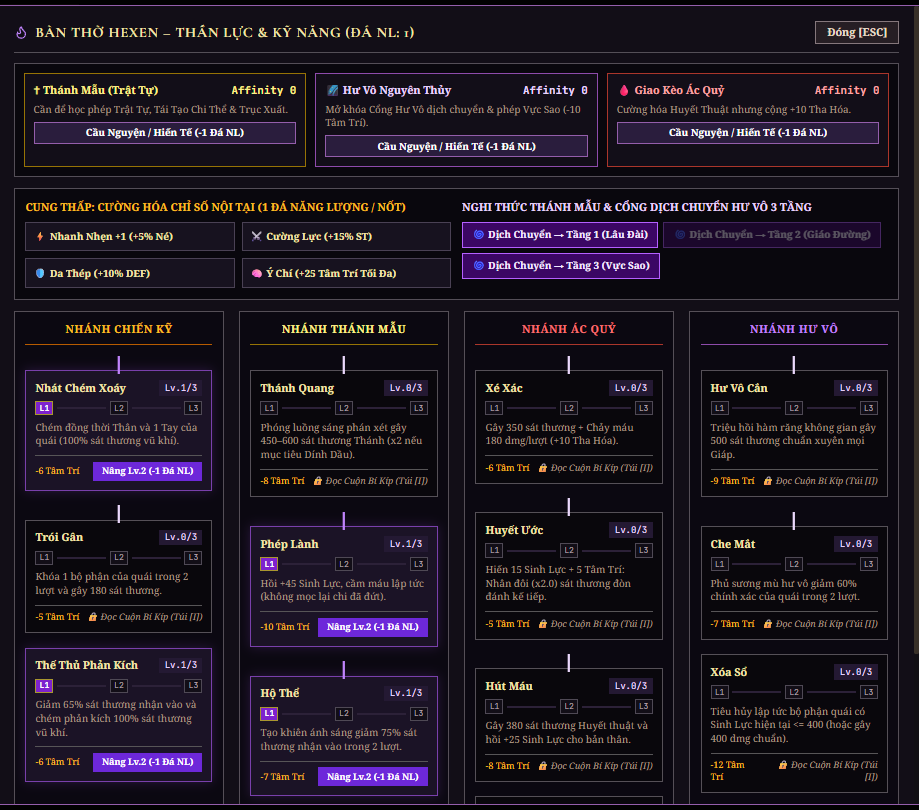 BÀN THỜ HEXEN – THẦN LỰC & KỸ NĂNG (ĐÁ NL: 1)
Đóng [ESC]
✝ Thánh Mẫu (Trật Tự)
Affinity 0
Cần để học phép Trật Tự, Tái Tạo Chi Thể & Trục Xuất.
Cầu Nguyện / Hiến Tế (-1 Đá NL)
Hư Vô Nguyên Thủy
Affinity 0
Mở khóa Cổng Hư Vô dịch chuyển & phép Vực Sao (-10
Tâm Trí).
Cầu Nguyện / Hiến Tế (-1 Đá NL)
Giao Kèo Ác Quỷ
Affinity 0
Cường hóa Huyết Thuật nhưng cộng +10 Tha Hóa.
Cầu Nguyện / Hiến Tế (-1 Đá NL)
CUNG THÁP: CƯỜNG HÓA CHỈ SỐ NỘI TẠI (1 ĐÁ NĂNG LƯỢNG / NỐT)
Nhanh Nhẹn +1 (+5% Né)
Cường Lực (+15% ST)
Da Thép (+10% DEF)
Ý Chí (+25 Tâm Trí Tối Đa)
NGHI THỨC THÁNH MẪU & CỔNG DỊCH CHUYỂN HƯ VÔ 3 TẦNG
Dịch Chuyển → Tầng 1 (Lâu Đài)
Dịch Chuyển → Tầng 2 (Giáo Đường)
Dịch Chuyển → Tầng 3 (Vực Sao)
NHÁNH CHIẾN KỸ
Nhát Chém Xoáy
Lv.1/3
L1 L2 L3
Chém đồng thời Thân và 1 Tay của
quái (100% sát thương vũ khí).
-6 Tâm Trí
Nâng Lv.2 (-1 Đá NL)
Trói Gân
Lv.0/3
L1 L2 L3
Khóa 1 bộ phận của quái trong 2
lượt và gây 180 sát thương.
-5 Tâm Trí
Đọc Cuộn Bí Kíp (Túi [I])
Thế Thủ Phản Kích
Lv.1/3
L1 L2 L3
Giảm 65% sát thương nhận vào và
chém phản kích 100% sát thương
vũ khí.
-6 Tâm Trí
Nâng Lv.2 (-1 Đá NL)
NHÁNH THÁNH MẪU
Thánh Quang
Lv.0/3
L1 L2 L3
Phóng luồng sáng phán xét gây
450–600 sát thương Thánh (x2 nếu
mục tiêu Dính Dầu).
-8 Tâm Trí
Đọc Cuộn Bí Kíp (Túi [I])
Phép Lành
Lv.1/3
L1 L2 L3
Hồi +45 Sinh Lực, cầm máu lập tức
(không mọc lại chi đã đứt).
-10 Tâm Trí
Nâng Lv.2 (-1 Đá NL)
Hộ Thể
Lv.1/3
L1 L2 L3
Tạo khiên ánh sáng giảm 75% sát
thương nhận vào trong 2 lượt.
-7 Tâm Trí
Nâng Lv.2 (-1 Đá NL)
NHÁNH ÁC QUỶ
Xé Xác
Lv.0/3
L1 L2 L3
Gây 350 sát thương + Chảy máu
180 dmg/lượt (+10 Tha Hóa).
-6 Tâm Trí
Đọc Cuộn Bí Kíp (Túi [I])
Huyết Ước
Lv.0/3
L1 L2 L3
Hiến 15 Sinh Lực + 5 Tâm Trí:
Nhân đôi (x2.0) sát thương đòn
đánh kế tiếp.
-5 Tâm Trí
Đọc Cuộn Bí Kíp (Túi [I])
Hút Máu
Lv.0/3
L1 L2 L3
Gây 380 sát thương Huyết thuật và
hồi +25 Sinh Lực cho bản thân.
-8 Tâm Trí
Đọc Cuộn Bí Kíp (Túi [I])
NHÁNH HƯ VÔ
Hư Vô Cắn
Lv.0/3
L1 L2 L3
Triệu hồi hàm răng không gian gây
500 sát thương chuẩn xuyên mọi
Giáp.
-9 Tâm Trí
Đọc Cuộn Bí Kíp (Túi [I])
Che Mắt
Lv.0/3
L1 L2 L3
Phủ sương mù hư vô giảm 60%
chính xác của quái trong 2 lượt.
-7 Tâm Trí
Đọc Cuộn Bí Kíp (Túi [I])
Xóa Sổ
Lv.0/3
L1 L2 L3
Tiêu hủy lập tức bộ phận quái có
Sinh Lực hiện tại <= 400 (hoặc gây
400 dmg chuẩn).
-12 Tâm
Trí
Đọc Cuộn Bí Kíp (Túi
[I])